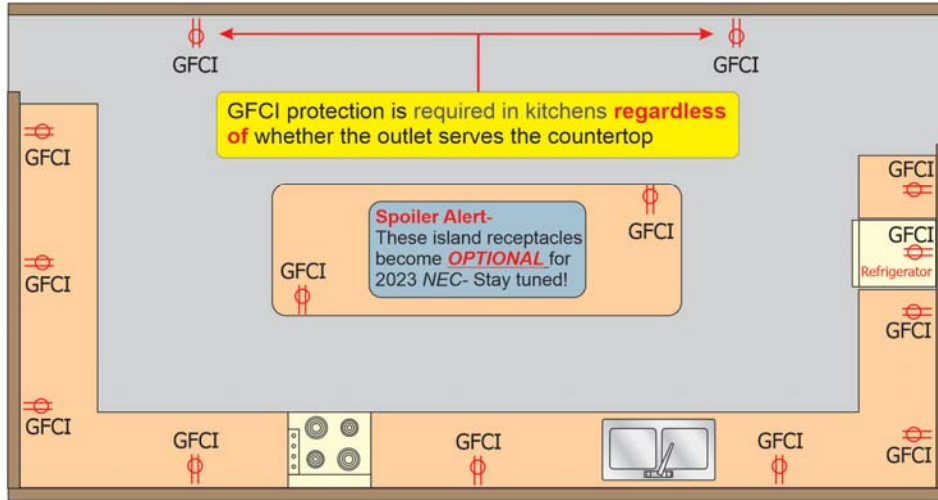 GFCI
GFCI
GFCI protection is required in kitchens regardless
of whether the outlet serves the countertop
GFCI
GFCI
Spoiler Alert-
These island receptacles
become OPTIONAL for
2023 NEC- Stay tuned!
GFCI
GFCI
GFCI
Refrigerator
GFCI
GFCI
GFCI
GFCI
GFCI
GFCI
GFCI
GFCI